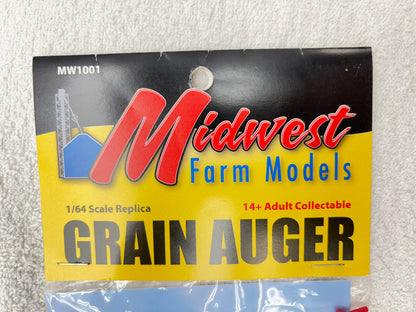 MW1001
Midwest
Farm Models
1/64 Scale Replica
14+ Adult Collectable
GRAIN AUGER